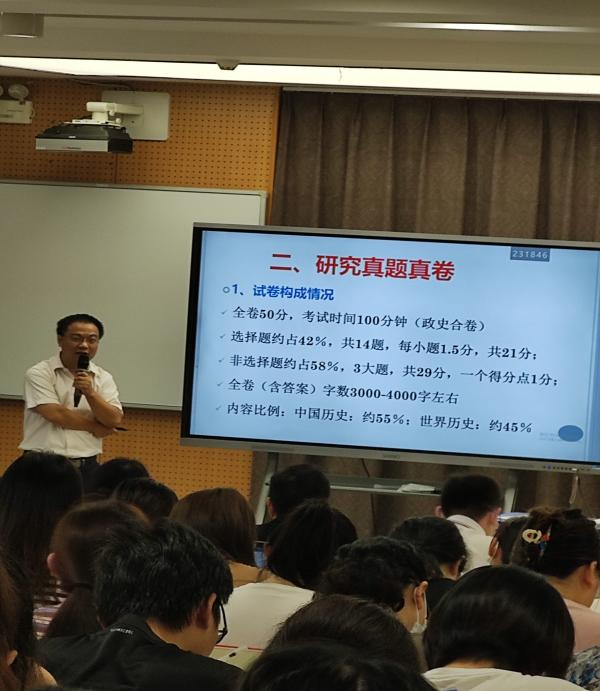 231846
二、研究真题真卷
1、试卷构成情况
全卷50分，考试时间100分钟（政史合卷）
选择题约占42%，共14题，每小题1.5分，共21分；
非选择题约占58%，3大题，共29分，一个得分点1分；
全卷（含答案）字数3000-4000字左右
内容比例：中国历史：约55%；世界历史：约45%